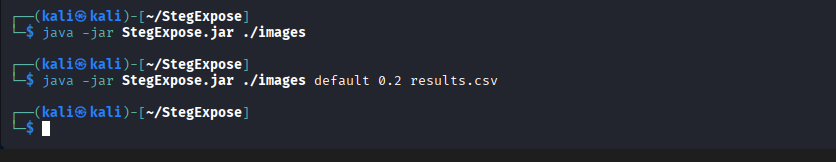 ┌──(kali㉿kali)-[~/StegExpose]
└─$ java -jar StegExpose.jar ./images
┌──(kali㉿kali)-[~/StegExpose]
└─$ java -jar StegExpose.jar ./images default 0.2 results.csv
┌──(kali㉿kali)-[~/StegExpose]
└─$